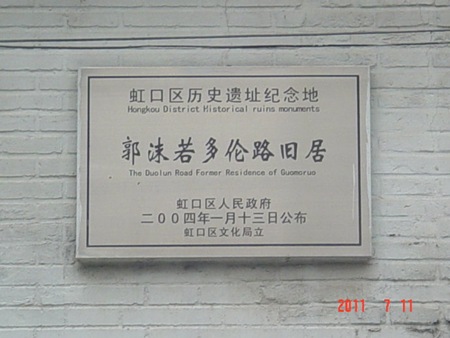 虹口区历史遗址纪念地
Hongkou District Historical ruins monuments
郭沫若多伦路旧居
The Duolun Road Former Residence of Guomoruo
虹口区人民政府
二00四年一月十三日公布
虹口区文化局立
2011 7 11